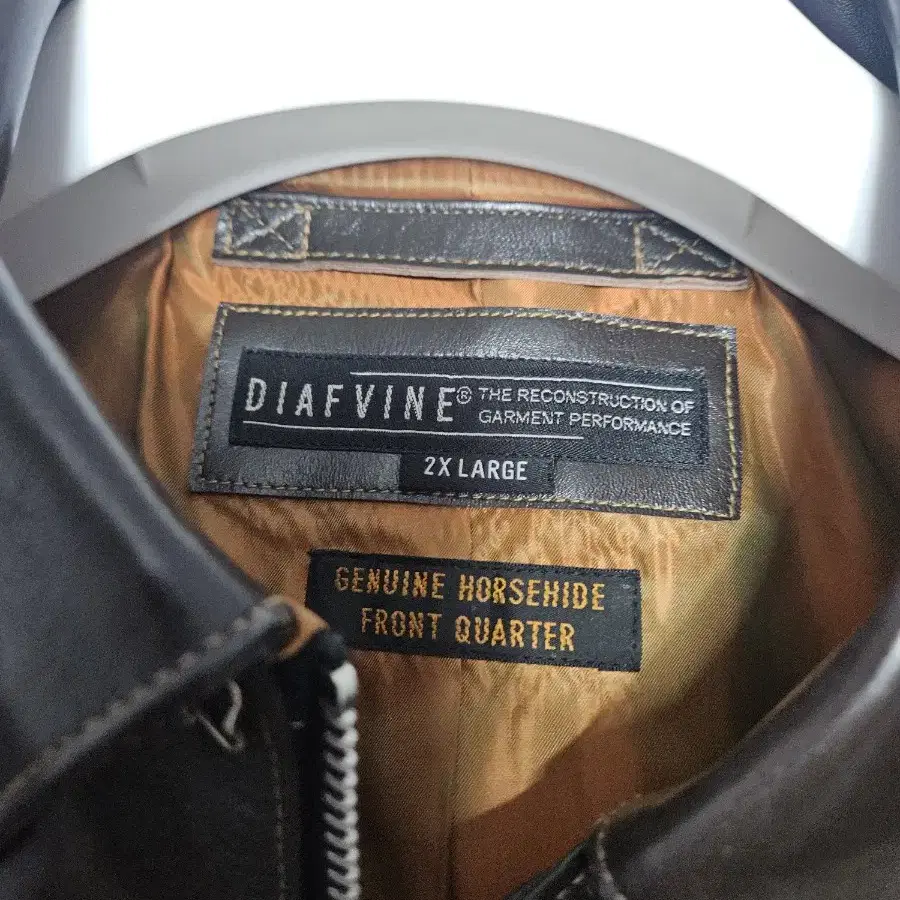 DIAFVINE® THE RECONSTRUCTION OF
GARMENT PERFORMANCE
2X LARGE
GENUINE HORSEHIDE
FRONT QUARTER